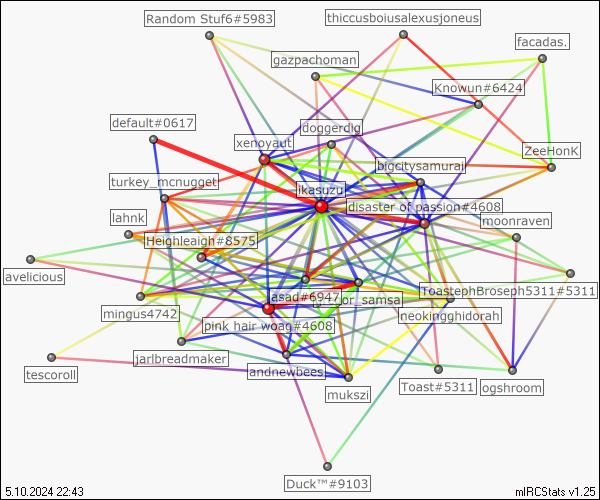 Random Stuf6#5983
thiccusboiusalexusjoneus
facadas.
gazpachoman
Knowun#6424
default#0617
doggerdig
xenoyaut
ZeeHonK
bigcitysamurai
turkey_mcnugget
ikasuzu
disaster of passion#4608
lahnk
moonraven
Heighleaigh#8575
avelicious
asad#6947
samsa
ToastephBroseph5311#5311
mingus4742
neokingghidorah
pink hair woag#4608
jarlbreadmaker
andnewbees
tescoroll
mukszi
Toast#5311
ogshroom
Duck™#9103
5.10.2024 22:43
mIRCStats v1.25